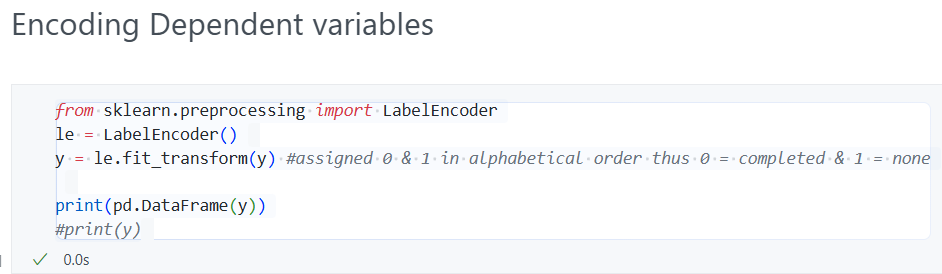 Encoding Dependent variables
from sklearn.preprocessing import LabelEncoder
le = LabelEncoder()
y = le.fit_transform(y) #assigned 0 & 1 in alphabetical order thus 0 = completed & 1 = none
print(pd.DataFrame(y))
#print(y)
0.0s